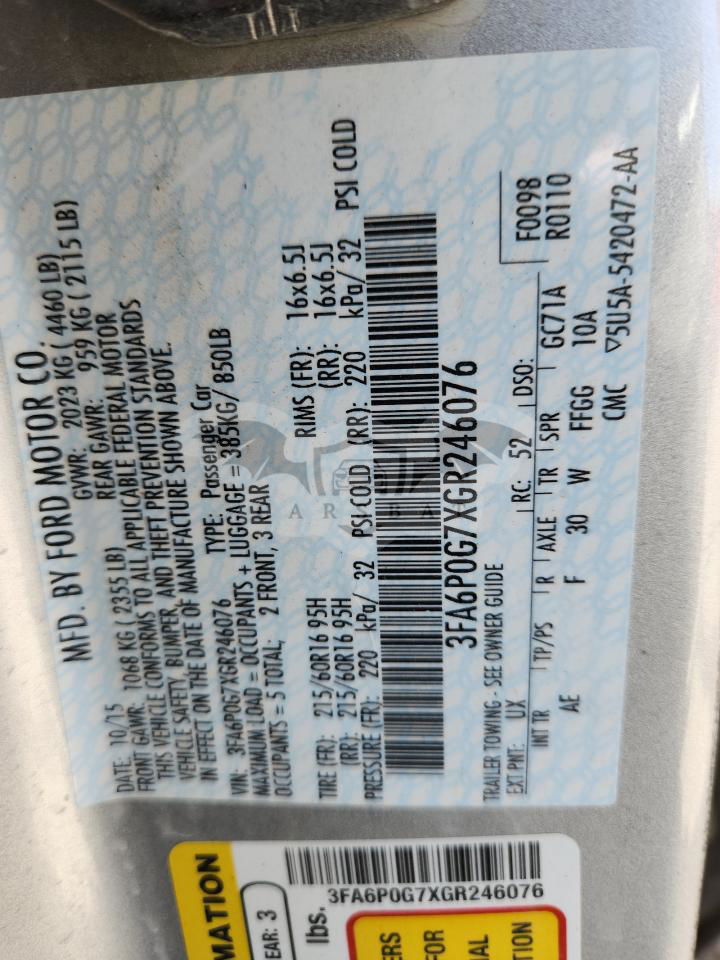 MFD. BY FORD MOTOR CO.
DATE: 10/15 GVWR: 2023 KG ( 4460 LB)
FRONT GAWR: 1068 KG ( 2355 LB) REAR GAWR: 959 KG ( 2115 LB)
THIS VEHICLE CONFORMS TO ALL APPLICABLE FEDERAL MOTOR
VEHICLE SAFETY, BUMPER, AND THEFT PREVENTION STANDARDS
IN EFFECT ON THE DATE OF MANUFACTURE SHOWN ABOVE.
VIN: 3FA6P0G7XGR246076 TYPE: Passenger Car
MAXIMUM LOAD = OCCUPANTS + LUGGAGE = 385KG/ 850LB
OCCUPANTS = 5 TOTAL; 2 FRONT, 3 REAR
TIRE (FR): 215/60R16 95H RIMS (FR): 16x6.5J
(RR): 215/60R16 95H (RR): 16x6.5J
PRESSURE (FR): 220 kPa/ 32 PSI COLD (RR): 220 kPa/ 32 PSI COLD
3FA6P0G7XGR246076
TRAILER TOWING - SEE OWNER GUIDE
EXT PNT: UX RC: 52 DSO: F0098
R0110
INT TR TP/PS R AXLE TR SPR GC71A
AE F 30 W FFGG 10A
CMC ▽5U5A-5420472-AA
MATION
EAR: 3
lbs.
3FA6P0G7XGR246076
ERS
FOR
NAL
TION